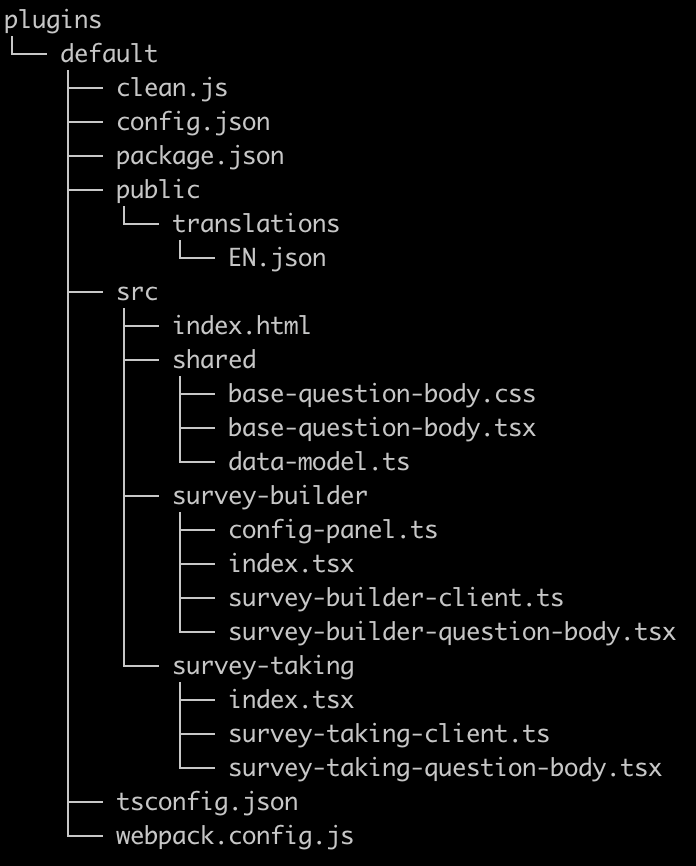 plugins
└── default
    ├── clean.js
    ├── config.json
    ├── package.json
    ├── public
    │   └── translations
    │       └── EN.json
    ├── src
    │   ├── index.html
    │   ├── shared
    │   │   ├── base-question-body.css
    │   │   ├── base-question-body.tsx
    │   │   └── data-model.ts
    │   ├── survey-builder
    │   │   ├── config-panel.ts
    │   │   ├── index.tsx
    │   │   ├── survey-builder-client.ts
    │   │   └── survey-builder-question-body.tsx
    │   └── survey-taking
    │       ├── index.tsx
    │       ├── survey-taking-client.ts
    │       └── survey-taking-question-body.tsx
    ├── tsconfig.json
    └── webpack.config.js